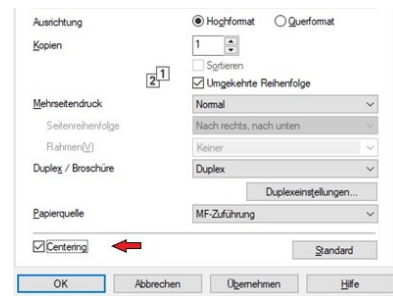 Ausrichtung Hochformat Querformat
Kopien 1
21 Sortieren
Umgekehrte Reihenfolge
Mehrseitendruck Normal
Seitenreihenfolge Nach rechts, nach unten
Rahmen(V) Keiner
Duplex / Broschüre Duplex
Duplexeinstellungen...
Papierquelle MF-Zuführung
Centering Standard
OK Abbrechen Übernehmen Hilfe